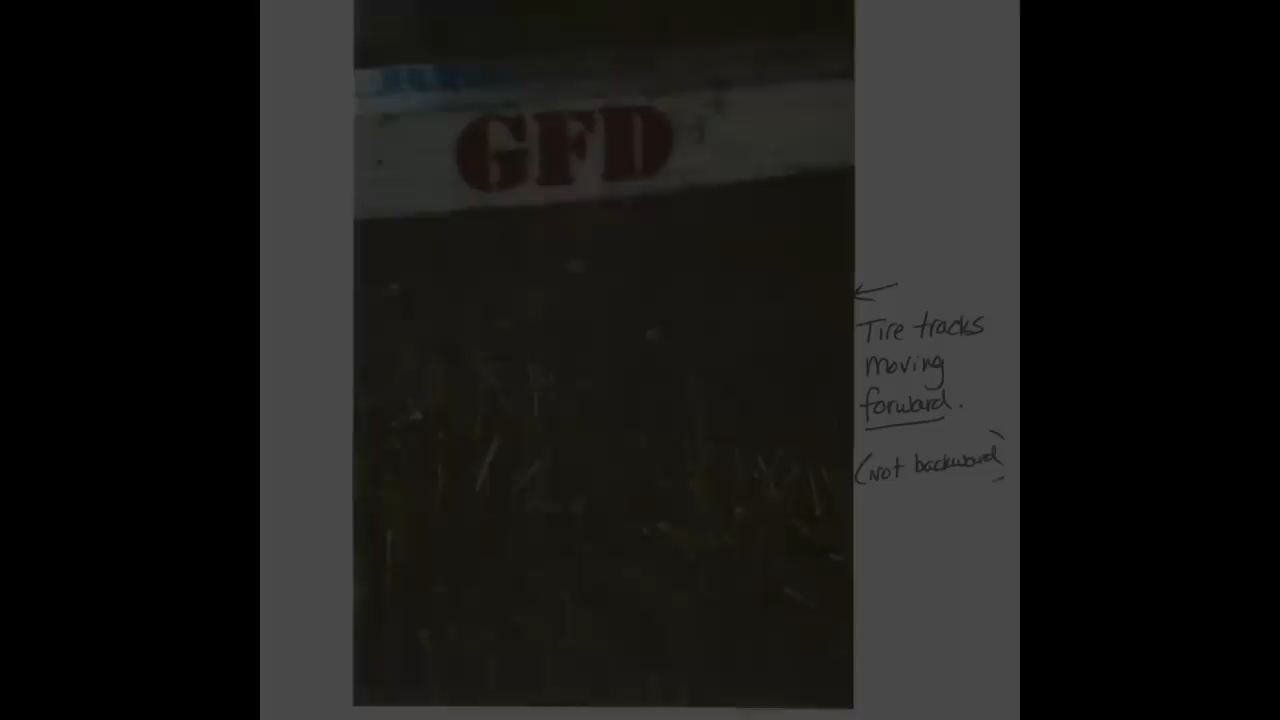 GFD
Tire tracks
moving
forward.
(not backward)